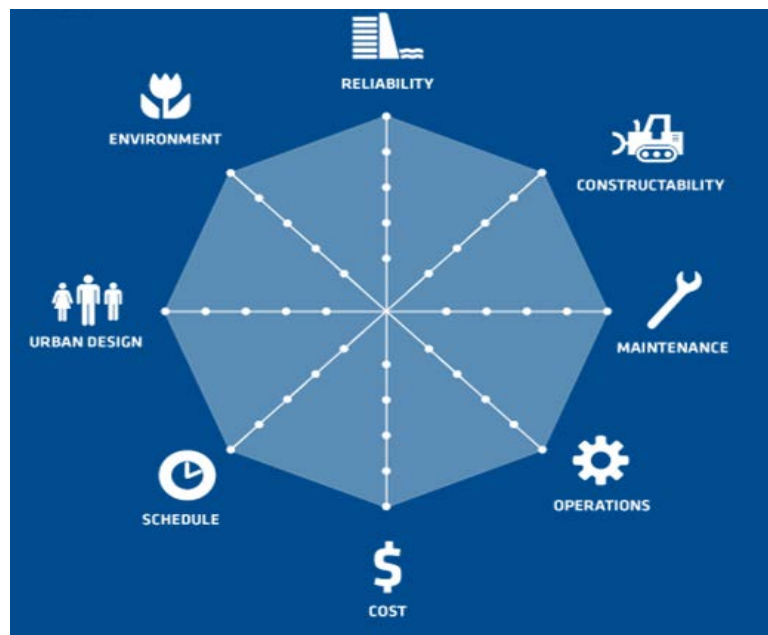 RELIABILITY
ENVIRONMENT
CONSTRUCTABILITY
URBAN DESIGN
MAINTENANCE
SCHEDULE
OPERATIONS
$
COST